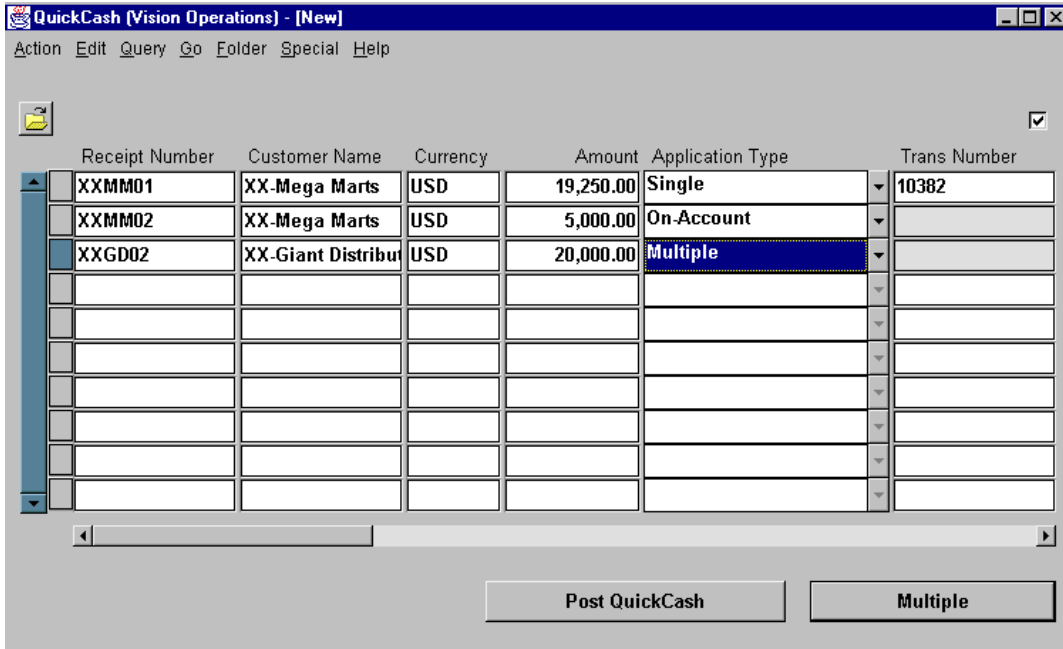 QuickCash (Vision Operations) - [New]
Action Edit Query Go Folder Special Help
Receipt Number Customer Name Currency Amount Application Type Trans Number
XXMM01 XX-Mega Marts USD 19,250.00 Single 10382
XXMM02 XX-Mega Marts USD 5,000.00 On-Account
XXGD02 XX-Giant Distribut USD 20,000.00 Multiple
Post QuickCash Multiple